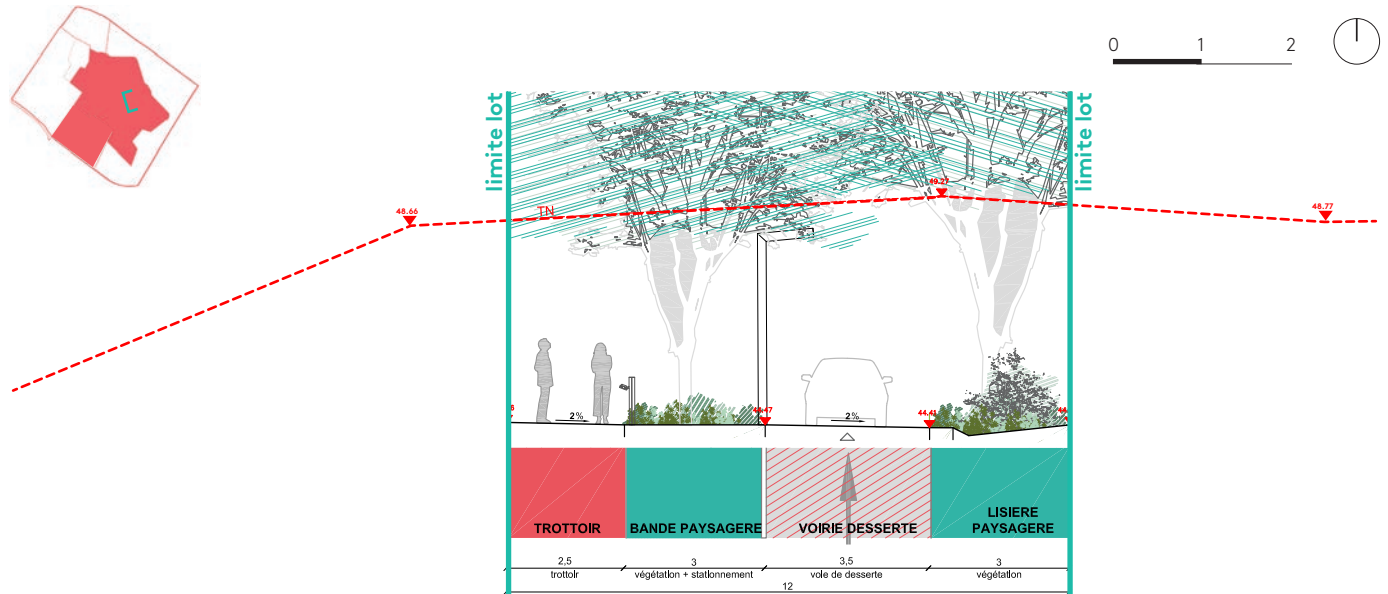 0 1 2
limite lot
limite lot
48.66
TN
49.27
48.77
2%
44.47
2%
44.41
TROTTOIR
BANDE PAYSAGERE
VOIRIE DESSERTE
LISIERE
PAYSAGERE
2,5
3
3,5
3
trottoir
végétation + stationnement
voie de desserte
végétation
12